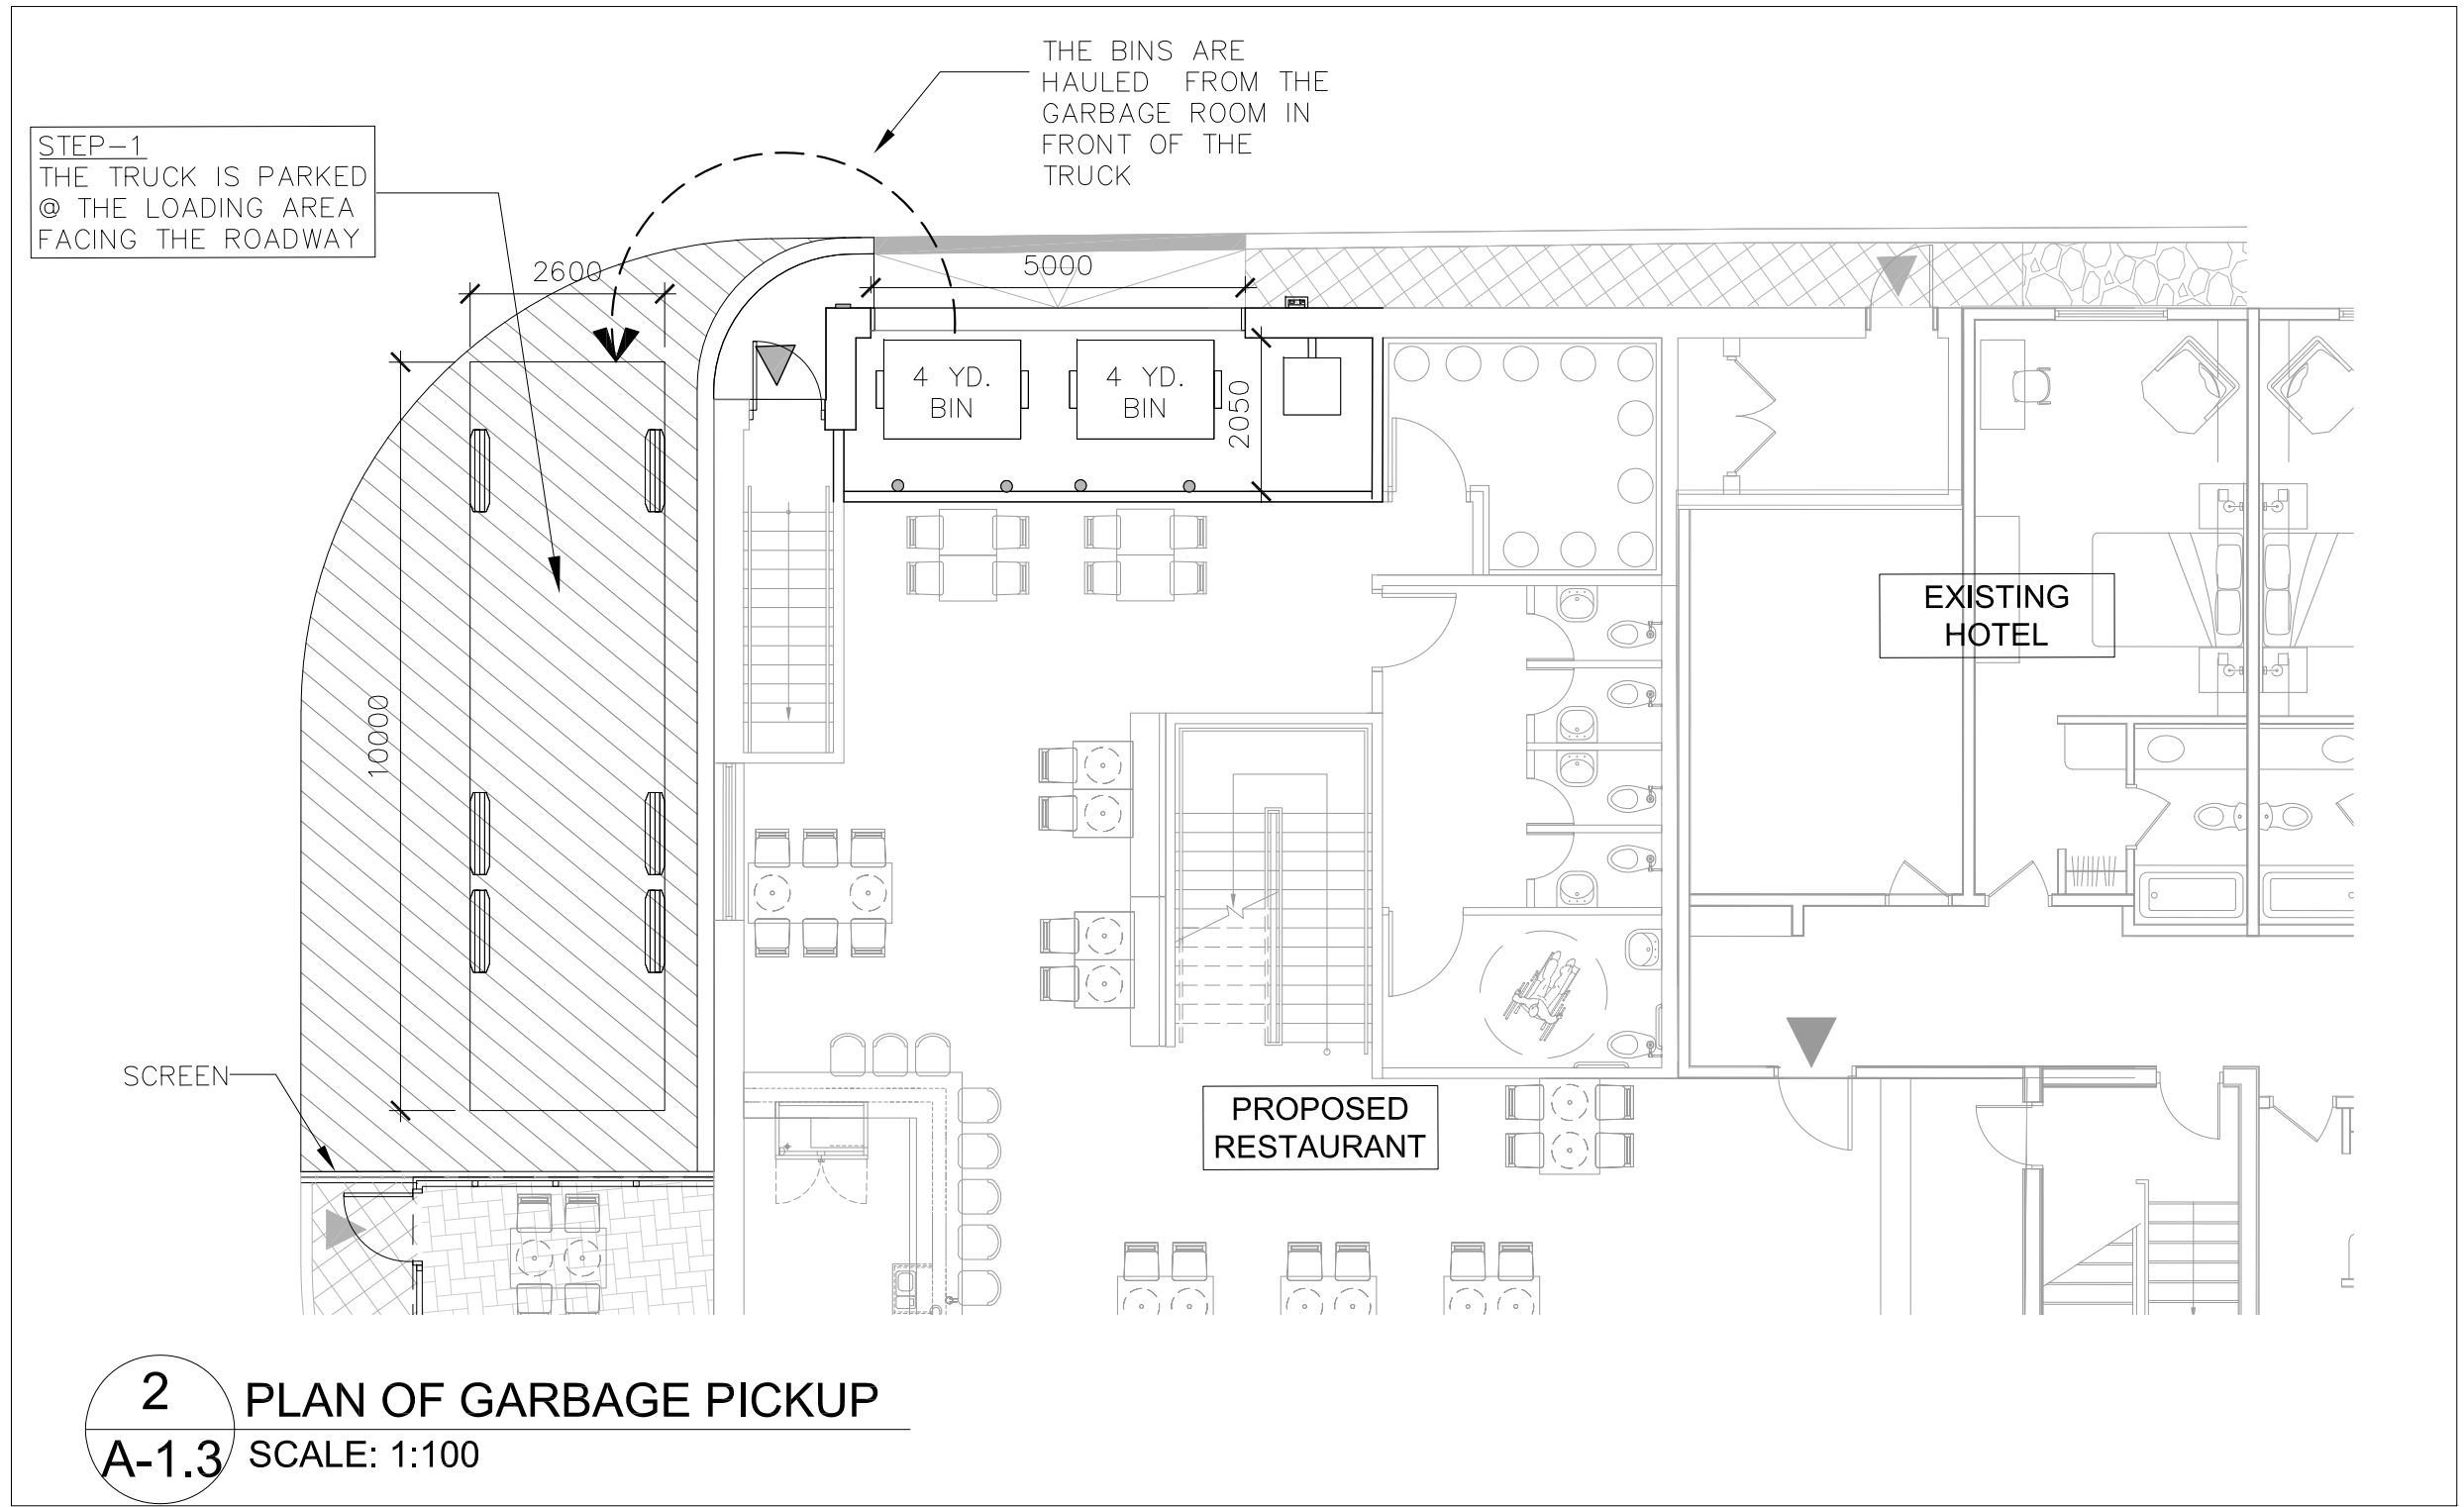 THE BINS ARE
HAULED FROM THE
GARBAGE ROOM IN
FRONT OF THE
TRUCK
STEP-1
THE TRUCK IS PARKED
@ THE LOADING AREA
FACING THE ROADWAY
2600
5000
4 YD.
BIN
4 YD.
BIN
2050
10000
EXISTING
HOTEL
SCREEN
PROPOSED
RESTAURANT
2
A-1.3
PLAN OF GARBAGE PICKUP
SCALE: 1:100